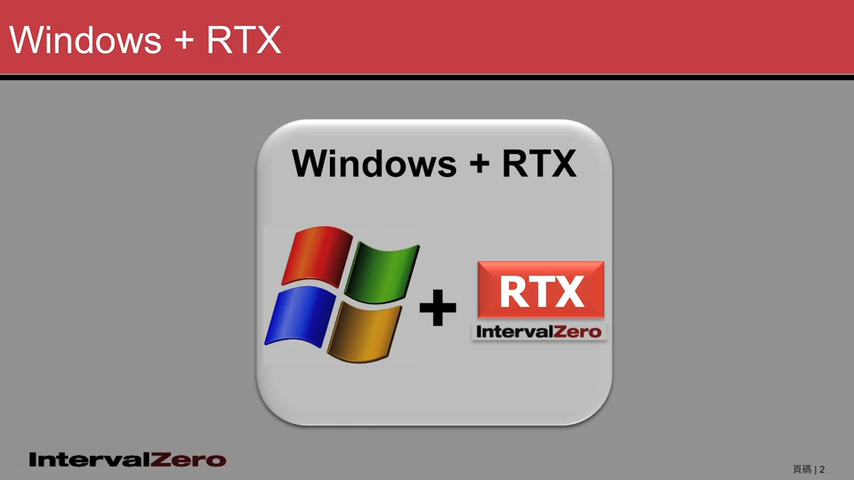 Windows + RTX
Windows + RTX
+
RTX
IntervalZero
IntervalZero
頁碼 | 2